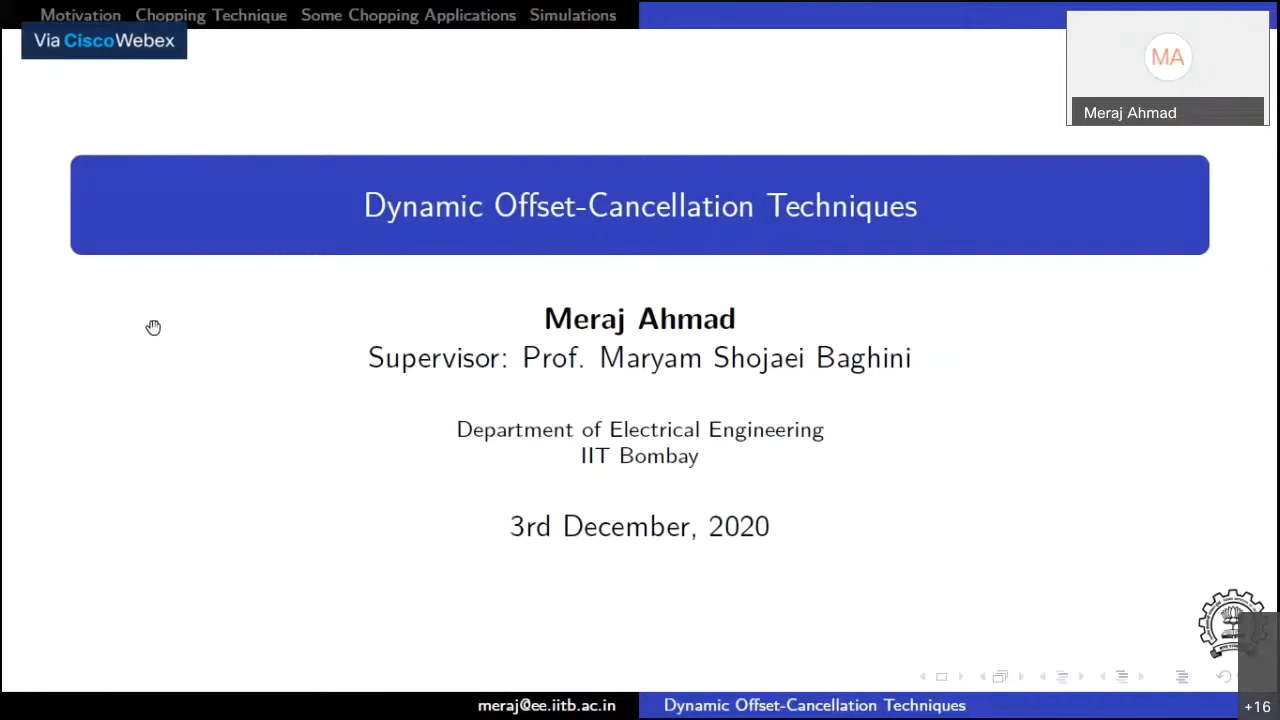 Motivation Chopping Technique Some Chopping Applications Simulations
Via CiscoWebex
MA
Meraj Ahmad
Dynamic Offset-Cancellation Techniques
Meraj Ahmad
Supervisor: Prof. Maryam Shojaei Baghini
Department of Electrical Engineering
IIT Bombay
3rd December, 2020
meraj@ee.iitb.ac.in
Dynamic Offset-Cancellation Techniques
+16